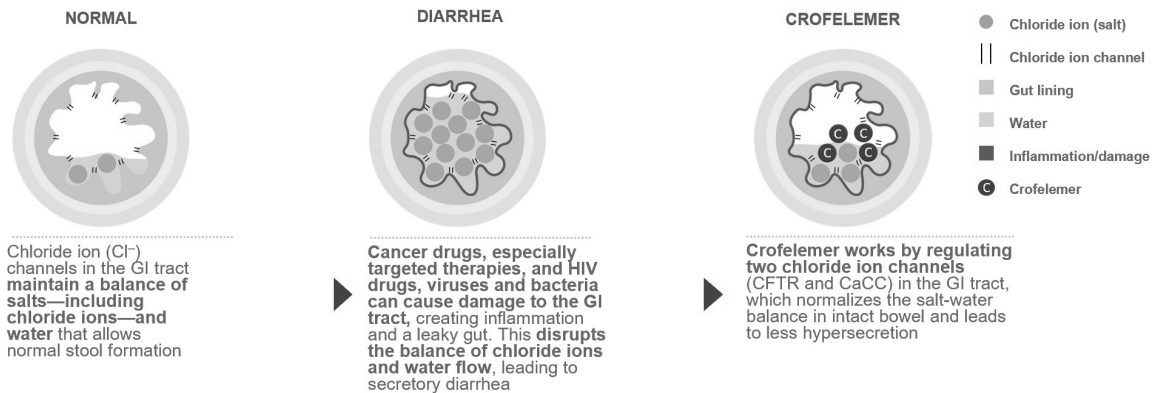 NORMAL
Chloride ion (Cl⁻)
channels in the GI tract
maintain a balance of
salts—including
chloride ions—and
water that allows
normal stool formation
DIARRHEA
Cancer drugs, especially
targeted therapies, and HIV
drugs, viruses and bacteria
can cause damage to the GI
tract, creating inflammation
and a leaky gut. This disrupts
the balance of chloride ions
and water flow, leading to
secretory diarrhea
CROFELEMER
C
C
C
C
Crofelemer works by regulating
two chloride ion channels
(CFTR and CaCC) in the GI tract,
which normalizes the salt-water
balance in intact bowel and leads
to less hypersecretion
Chloride ion (salt)
Chloride ion channel
Gut lining
Water
Inflammation/damage
C Crofelemer